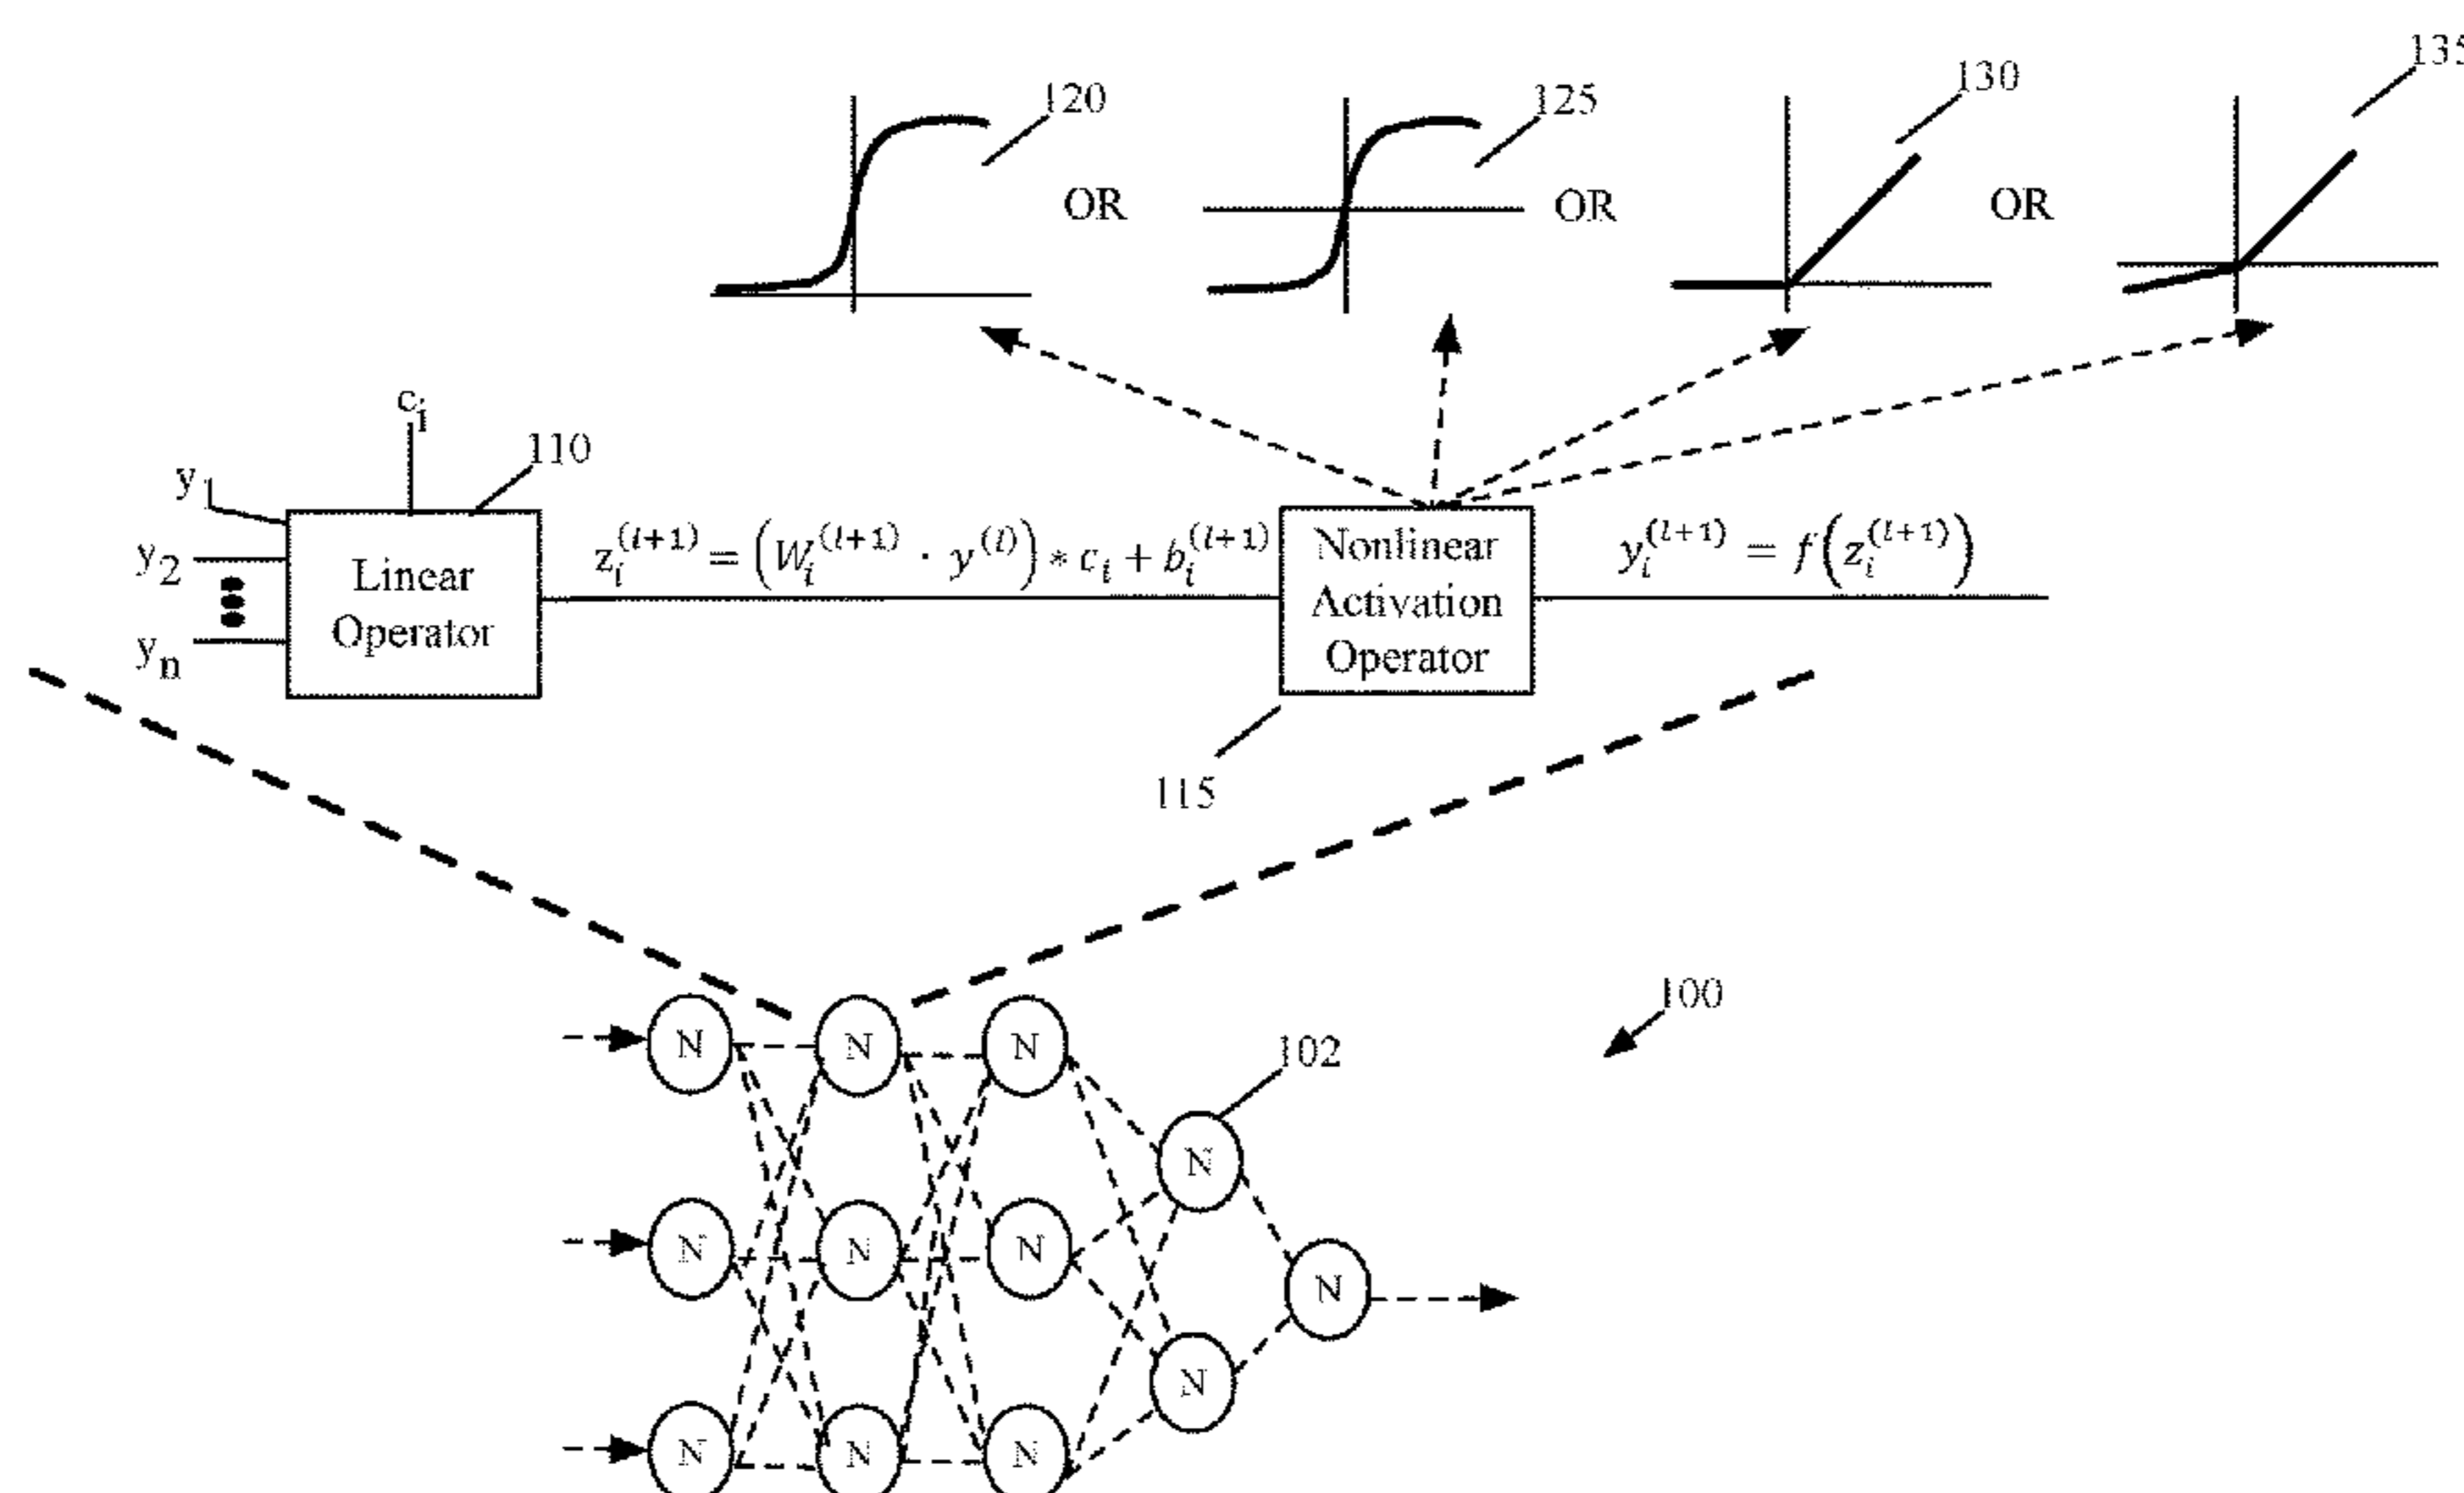 120
125
130
135
OR
OR
OR
c_i
110
y_1
y_2
y_n
Linear
Operator
z_i^{(l+1)} = (W_i^{(l+1)} · y^{(l)}) * c_i + b_i^{(l+1)}
Nonlinear
Activation
Operator
y_i^{(l+1)} = f(z_i^{(l+1)})
115
100
102
N
N
N
N
N
N
N
N
N
N
N
N